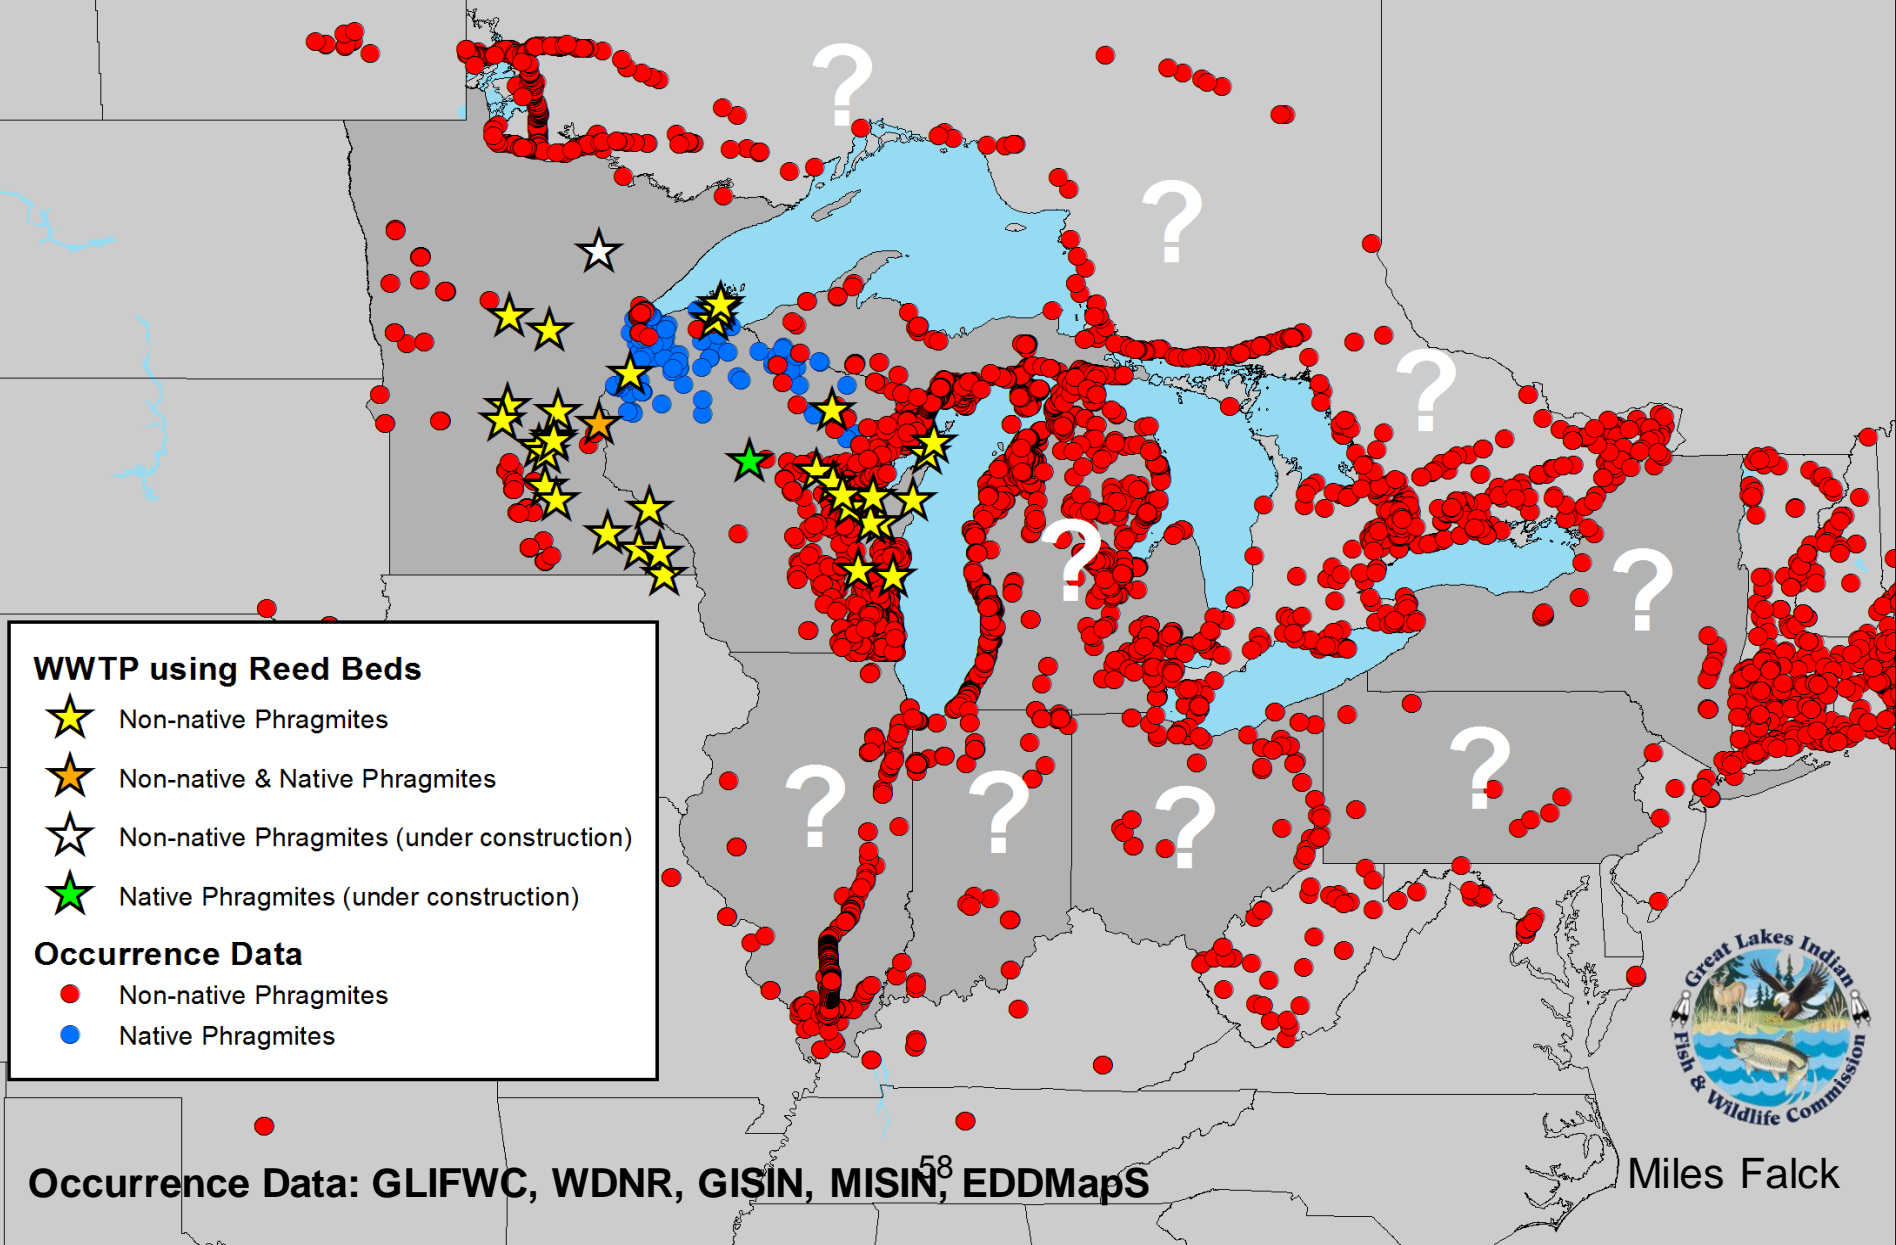 ?
?
?
?
?
?
?
?
?
WWTP using Reed Beds
Non-native Phragmites
Non-native & Native Phragmites
Non-native Phragmites (under construction)
Native Phragmites (under construction)
Occurrence Data
Non-native Phragmites
Native Phragmites
Great Lakes Indian
Fish & Wildlife Commission
58
Occurrence Data: GLIFWC, WDNR, GISIN, MISIN, EDDMapS
Miles Falck